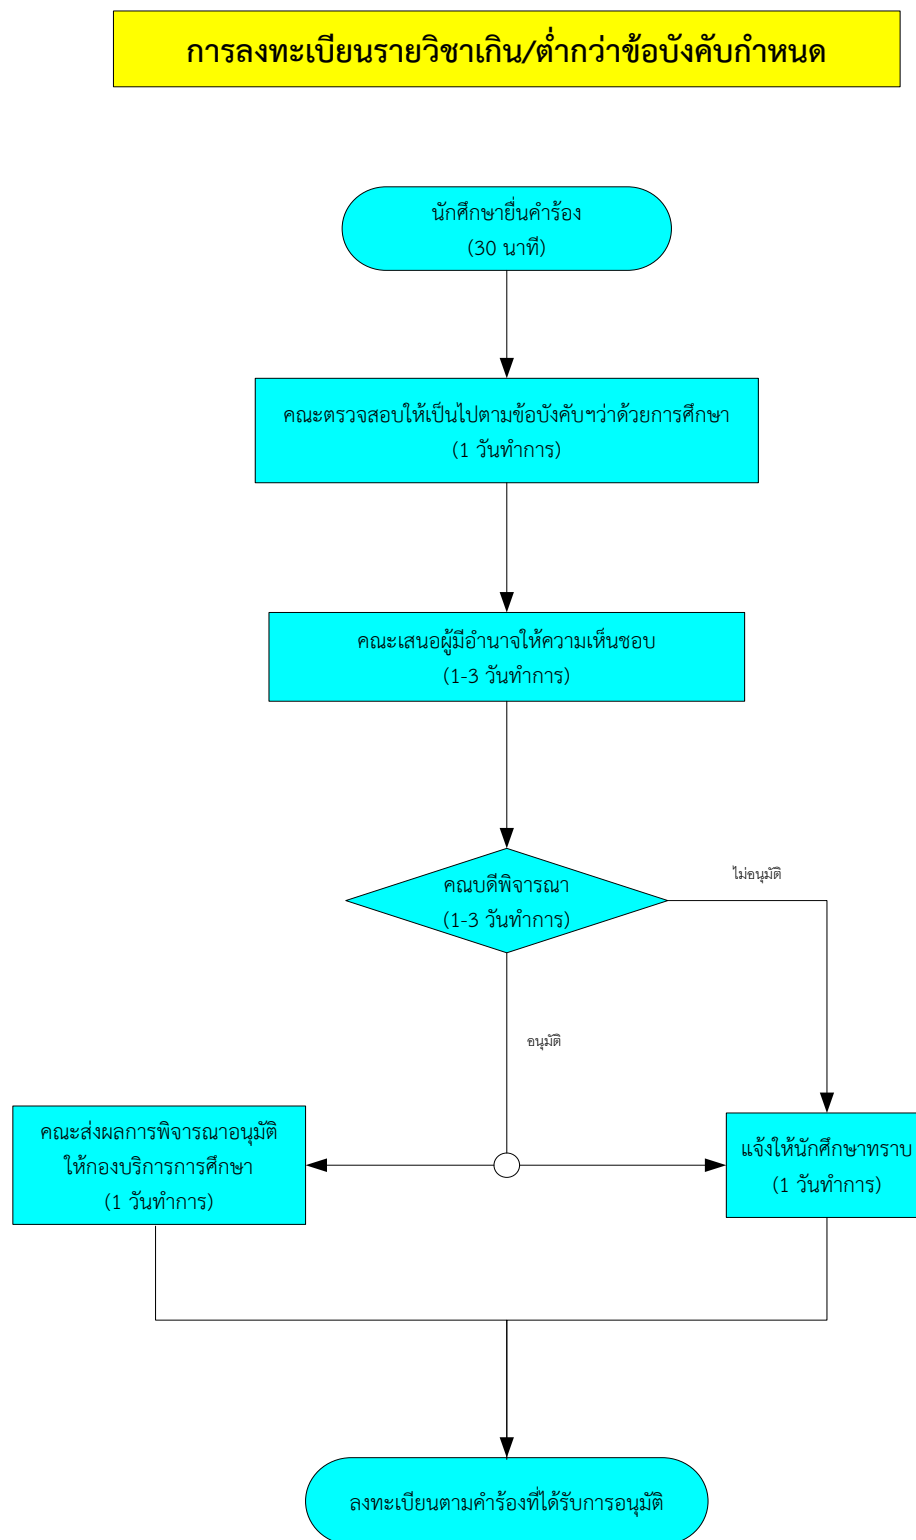 การลงทะเบียนรายวิชาเกิน/ต่ำกว่าข้อบังคับกำหนด
นักศึกษายื่นคำร้อง
(30 นาที)
คณะตรวจสอบให้เป็นไปตามข้อบังคับฯว่าด้วยการศึกษา
(1 วันทำการ)
คณะเสนอผู้มีอำนาจให้ความเห็นชอบ
(1-3 วันทำการ)
คณบดีพิจารณา
(1-3 วันทำการ)
ไม่อนุมัติ
อนุมัติ
คณะส่งผลการพิจารณาอนุมัติ
ให้กองบริการการศึกษา
(1 วันทำการ)
แจ้งให้นักศึกษาทราบ
(1 วันทำการ)
ลงทะเบียนตามคำร้องที่ได้รับการอนุมัติ